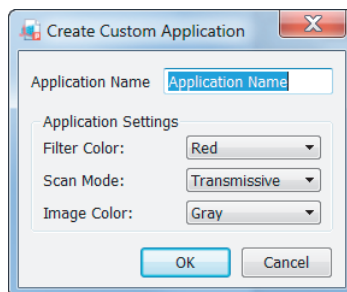 Create Custom Application
Application Name Application Name
Application Settings
Filter Color: Red
Scan Mode: Transmissive
Image Color: Gray
OK Cancel